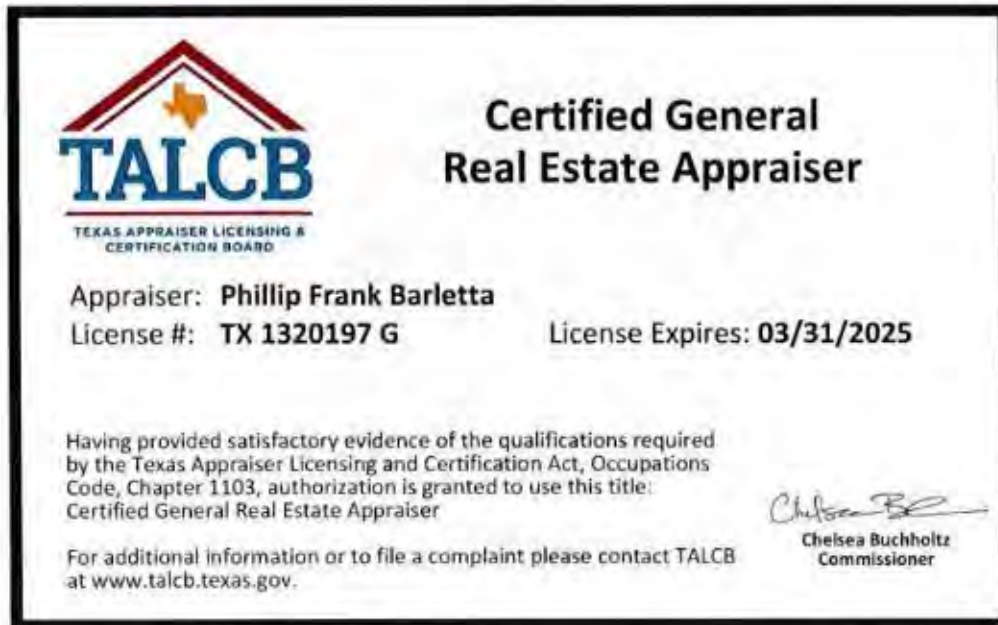 TALCB
TEXAS APPRAISER LICENSING &
CERTIFICATION BOARD
Certified General
Real Estate Appraiser
Appraiser: Phillip Frank Barletta
License #: TX 1320197 G License Expires: 03/31/2025
Having provided satisfactory evidence of the qualifications required
by the Texas Appraiser Licensing and Certification Act, Occupations
Code, Chapter 1103, authorization is granted to use this title:
Certified General Real Estate Appraiser
For additional information or to file a complaint please contact TALCB
at www.talcb.texas.gov.
Chelsea Buchholtz
Commissioner